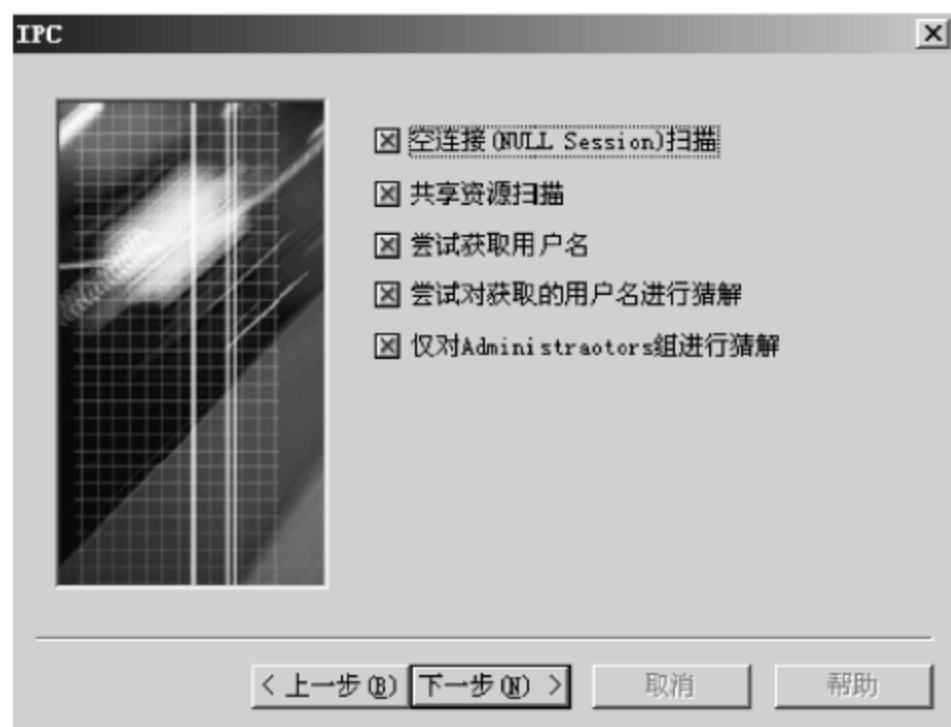 IPC
空连接(NULL Session)扫描
共享资源扫描
尝试获取用户名
尝试对获取的用户名进行猜解
仅对Administraotors组进行猜解
< 上一步(B) 下一步(N) > 取消 帮助